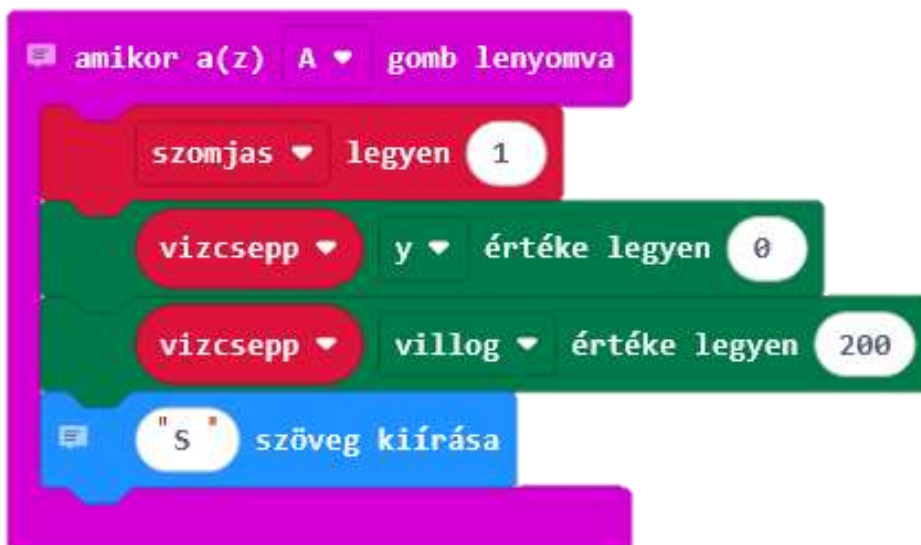 amikor a(z) A gomb lenyomva
szomjas legyen 1
vizcsepp y értéke legyen 0
vizcsepp villog értéke legyen 200
"S " szöveg kiírása